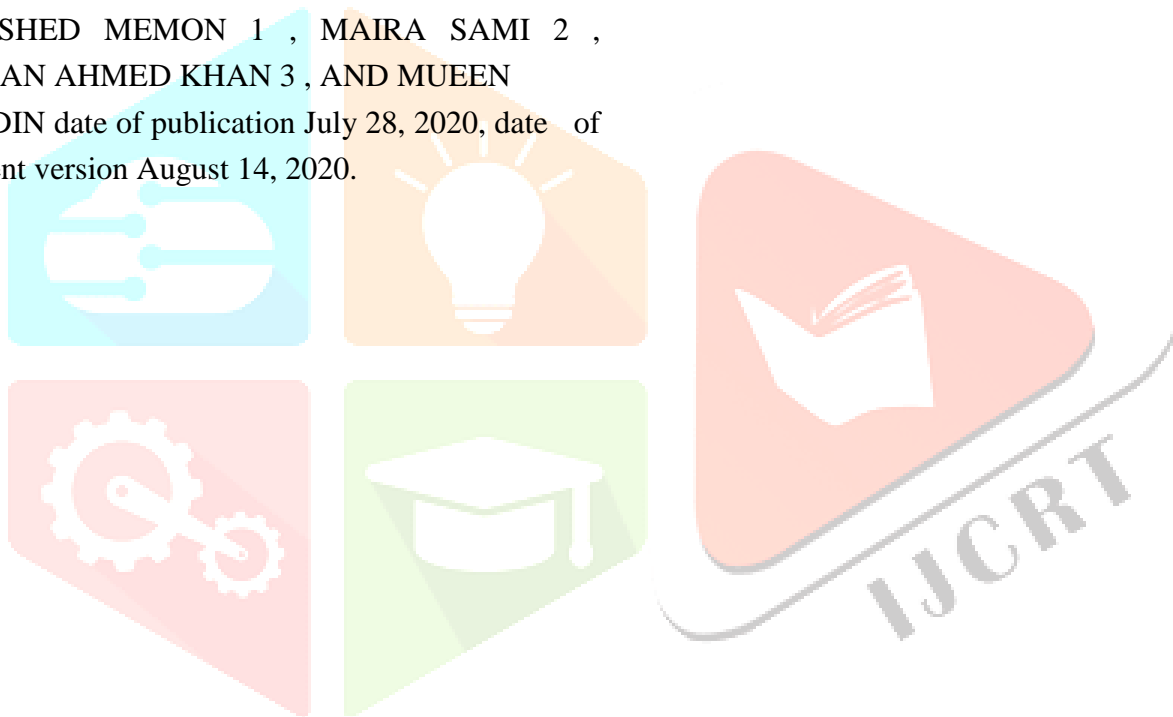 SHED MEMON 1 , MAIRA SAMI 2 ,
AN AHMED KHAN 3 , AND MUEEN
DIN date of publication July 28, 2020, date of
ent version August 14, 2020.
IJCRT